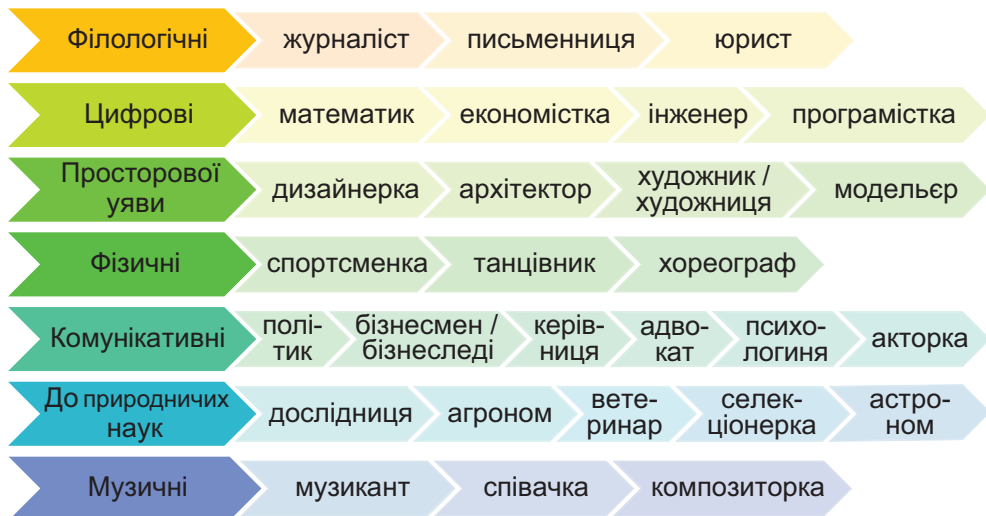 Філологічні журналіст письменниця юрист
Цифрові математик економістка інженер програмістка
Просторової
уяви
дизайнерка архітектор
художник /
художниця
модельєр
Фізичні спортсменка танцівник хореограф
Комунікативні
полі-
тик
бізнесмен /
бізнеследі
керів-
ниця
адво-
кат
психо-
логиня
акторка
До природничих
наук
дослідниця агроном
вете-
ринар
селек-
ціонерка
астро-
ном
Музичні музикант співачка композиторка